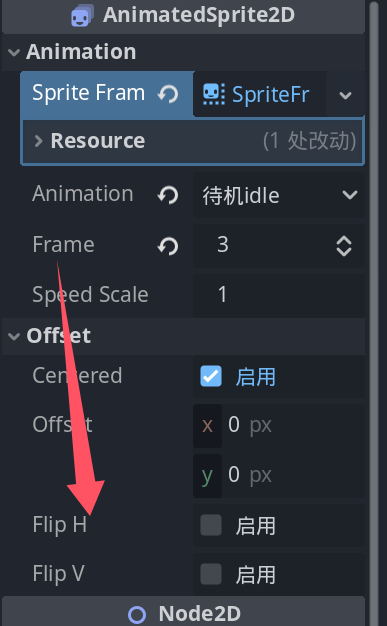 AnimatedSprite2D
Animation
Sprite Fram SpriteFr
Resource (1 处改动)
Animation 待机idle
Frame 3
Speed Scale 1
Offset
Centered 启用
Offset x 0 px
y 0 px
Flip H 启用
Flip V 启用
Node2D